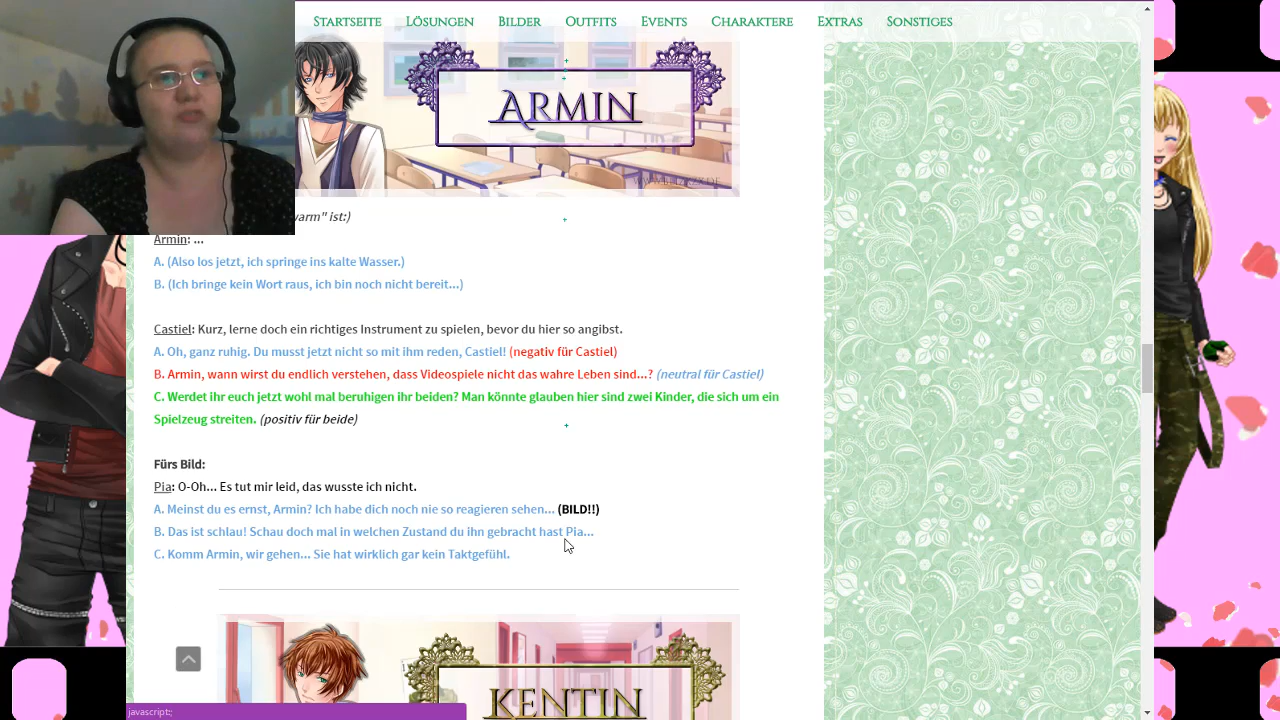 STARTSEITE LÖSUNGEN BILDER OUTFITS EVENTS CHARAKTERE EXTRAS SONSTIGES
ARMIN
varm" ist:)
Armin: ...
A. (Also los jetzt, ich springe ins kalte Wasser.)
B. (Ich bringe kein Wort raus, ich bin noch nicht bereit...)
Castiel: Kurz, lerne doch ein richtiges Instrument zu spielen, bevor du hier so angibst.
A. Oh, ganz ruhig. Du musst jetzt nicht so mit ihm reden, Castiel! (negativ für Castiel)
B. Armin, wann wirst du endlich verstehen, dass Videospiele nicht das wahre Leben sind...? (neutral für Castiel)
C. Werdet ihr euch jetzt wohl mal beruhigen ihr beiden? Man könnte glauben hier sind zwei Kinder, die sich um ein
Spielzeug streiten. (positiv für beide)
Fürs Bild:
Pia: O-Oh... Es tut mir leid, das wusste ich nicht.
A. Meinst du es ernst, Armin? Ich habe dich noch nie so reagieren sehen... (BILD!!)
B. Das ist schlau! Schau doch mal in welchen Zustand du ihn gebracht hast Pia...
C. Komm Armin, wir gehen... Sie hat wirklich gar kein Taktgefühl.
KENTIN
javascript:;